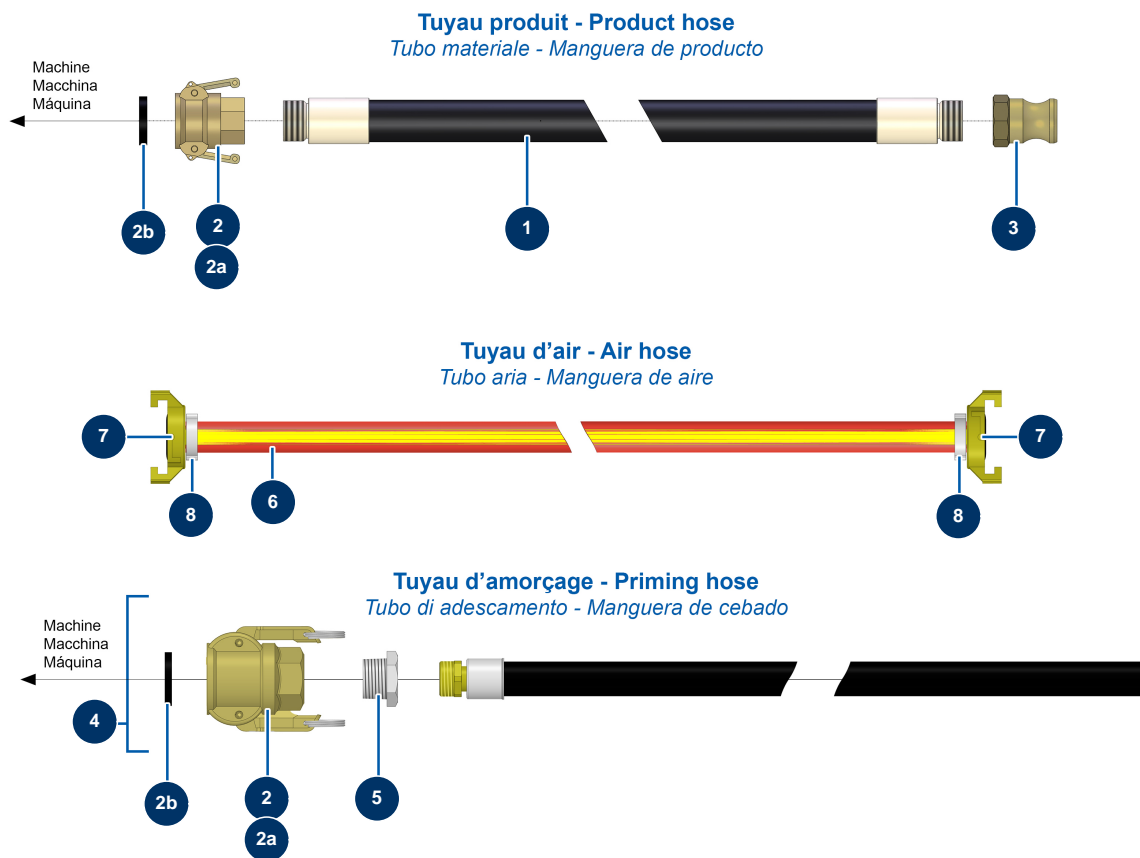 Tuyau produit - Product hose
Tubo materiale - Manguera de producto
Machine
Macchina
Máquina
2b
2
2a
1
3
Tuyau d'air - Air hose
Tubo aria - Manguera de aire
7
7
8
6
8
Tuyau d'amorçage - Priming hose
Tubo di adescamento - Manguera de cebado
Machine
Macchina
Máquina
4
2b
2
2a
5